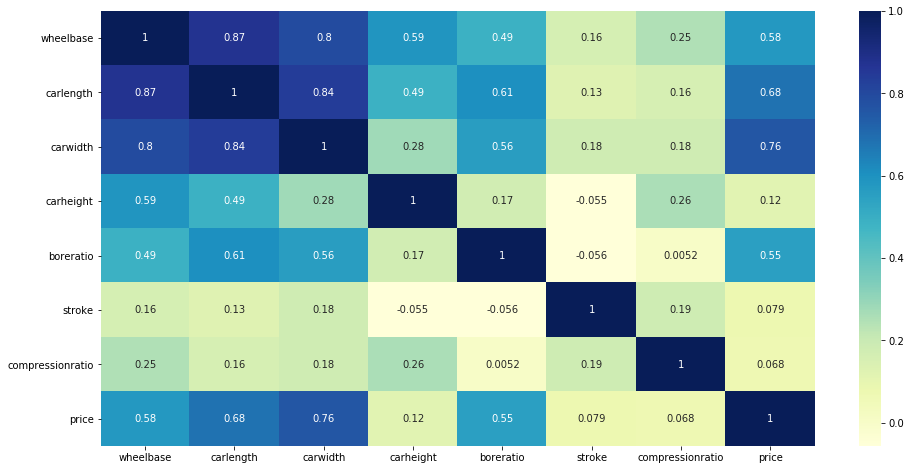 wheelbase 1 0.87 0.8 0.59 0.49 0.16 0.25 0.58
carlength 0.87 1 0.84 0.49 0.61 0.13 0.16 0.68
carwidth 0.8 0.84 1 0.28 0.56 0.18 0.18 0.76
carheight 0.59 0.49 0.28 1 0.17 -0.055 0.26 0.12
boreratio 0.49 0.61 0.56 0.17 1 -0.056 0.0052 0.55
stroke 0.16 0.13 0.18 -0.055 -0.056 1 0.19 0.079
compressionratio 0.25 0.16 0.18 0.26 0.0052 0.19 1 0.068
price 0.58 0.68 0.76 0.12 0.55 0.079 0.068 1
wheelbase carlength carwidth carheight boreratio stroke compressionratio price
1.0
0.8
0.6
0.4
0.2
0.0